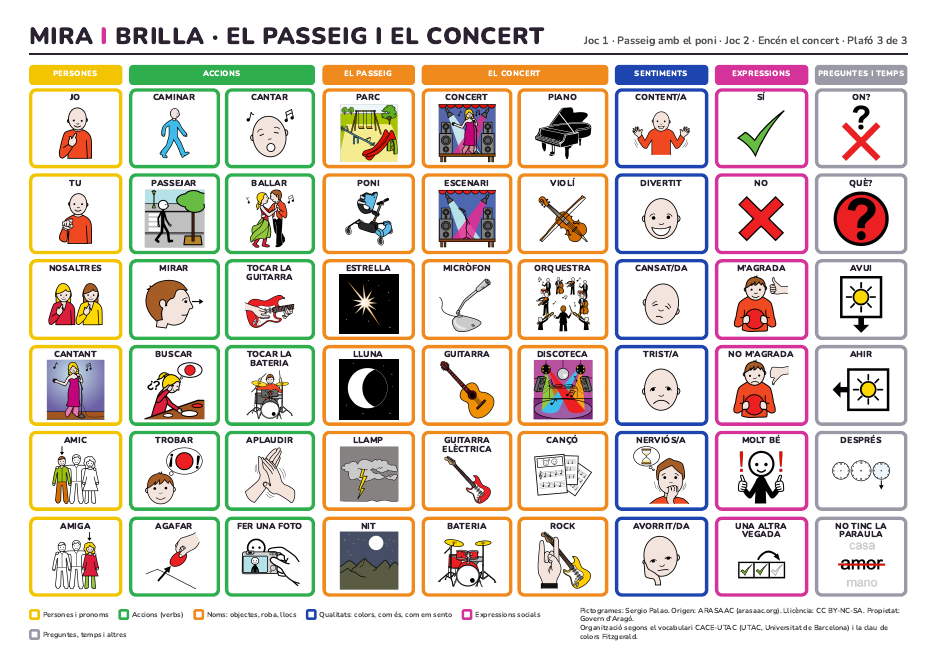 MIRA I BRILLA · EL PASSEIG I EL CONCERT
Joc 1 · Passeig amb el poni · Joc 2 · Encén el concert · Plafó 3 de 3
PERSONES
ACCIONS
EL PASSEIG
EL CONCERT
SENTIMENTS
EXPRESSIONS
PREGUNTES I TEMPS
JO
CAMINAR
CANTAR
PARC
CONCERT
PIANO
CONTENT/A
SÍ
ON?
TU
PASSEJAR
BALLAR
PONI
ESCENARI
VIOLÍ
DIVERTIT
NO
QUÈ?
NOSALTRES
MIRAR
TOCAR LA
GUITARRA
ESTRELLA
MICRÒFON
ORQUESTRA
CANSAT/DA
M'AGRADA
AVUI
CANTANT
BUSCAR
TOCAR LA
BATERIA
LLUNA
GUITARRA
DISCOTECA
TRIST/A
NO M'AGRADA
AHIR
AMIC
TROBAR
APLAUDIR
LLAMP
GUITARRA
ELÈCTRICA
CANÇÓ
NERVIÓS/A
MOLT BÉ
DESPRÉS
AMIGA
AGAFAR
FER UNA FOTO
NIT
BATERIA
ROCK
AVORRIT/DA
UNA ALTRA
VEGADA
NO TINC LA
PARAULA
casa
amor
mano
Persones i pronoms
Accions (verbs)
Noms: objectes, roba, llocs
Qualitats: colors, com és, com em sento
Expressions socials
Preguntes, temps i altres
Pictogrames: Sergio Palao. Origen: ARASAAC (arasaac.org). Llicència: CC BY-NC-SA. Propietat:
Govern d'Aragó.
Organització segons el vocabulari CACE-UTAC (UTAC, Universitat de Barcelona) i la clau de
colors Fitzgerald.